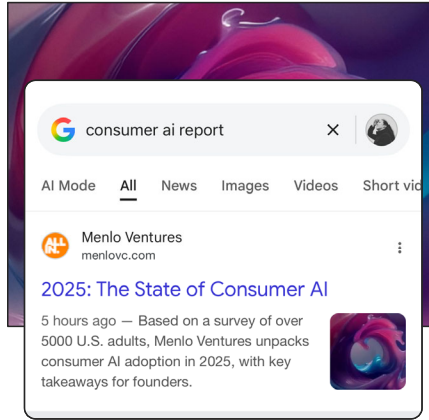 consumer ai report
AI Mode All News Images Videos Short vid
ALL IN.
Menlo Ventures
menlovc.com
2025: The State of Consumer AI
5 hours ago — Based on a survey of over
5000 U.S. adults, Menlo Ventures unpacks
consumer AI adoption in 2025, with key
takeaways for founders.